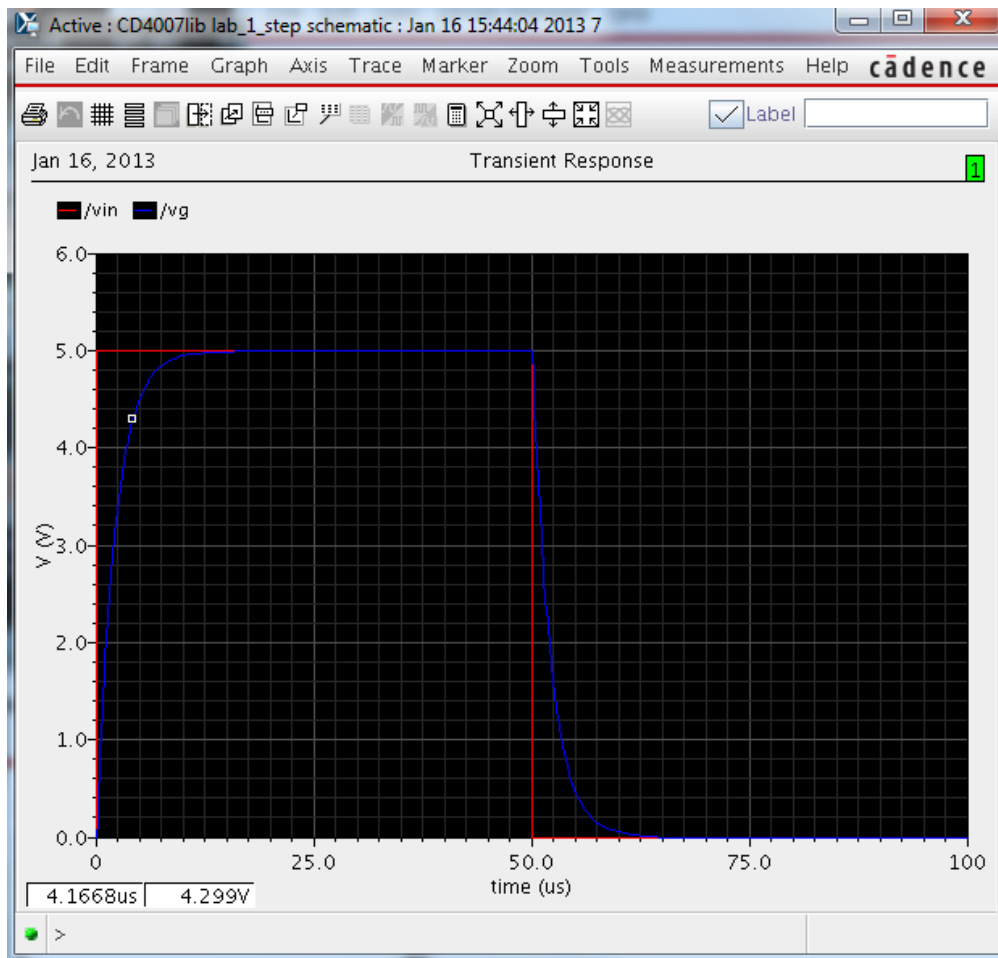 Active : CD4007lib lab_1_step schematic : Jan 16 15:44:04 2013 7
File Edit Frame Graph Axis Trace Marker Zoom Tools Measurements Help cādence
Label
Jan 16, 2013 Transient Response 1
/vin /vg
6.0
5.0
4.0
3.0
2.0
1.0
0.0
V (V)
0 25.0 50.0 75.0 100
time (us)
4.1668us 4.299V
>